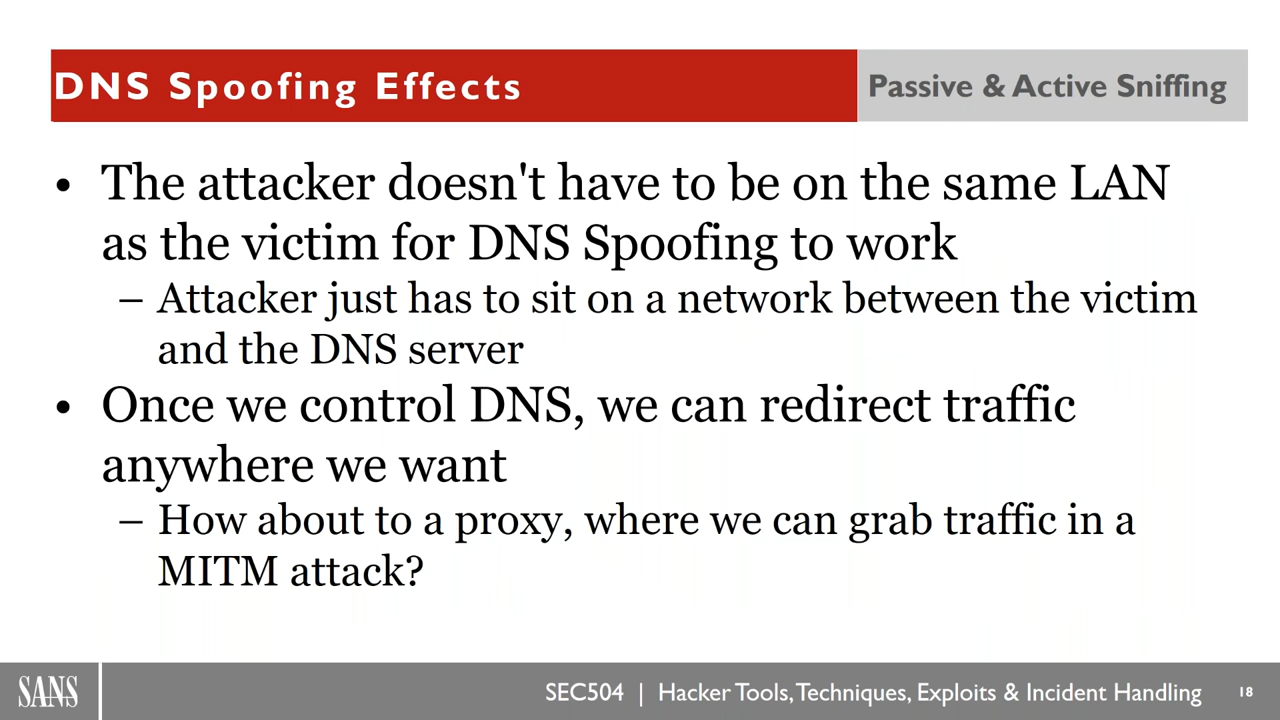 DNS Spoofing Effects
Passive & Active Sniffing
• The attacker doesn't have to be on the same LAN
as the victim for DNS Spoofing to work
– Attacker just has to sit on a network between the victim
and the DNS server
• Once we control DNS, we can redirect traffic
anywhere we want
– How about to a proxy, where we can grab traffic in a
MITM attack?
SANS
SEC504 | Hacker Tools, Techniques, Exploits & Incident Handling
18